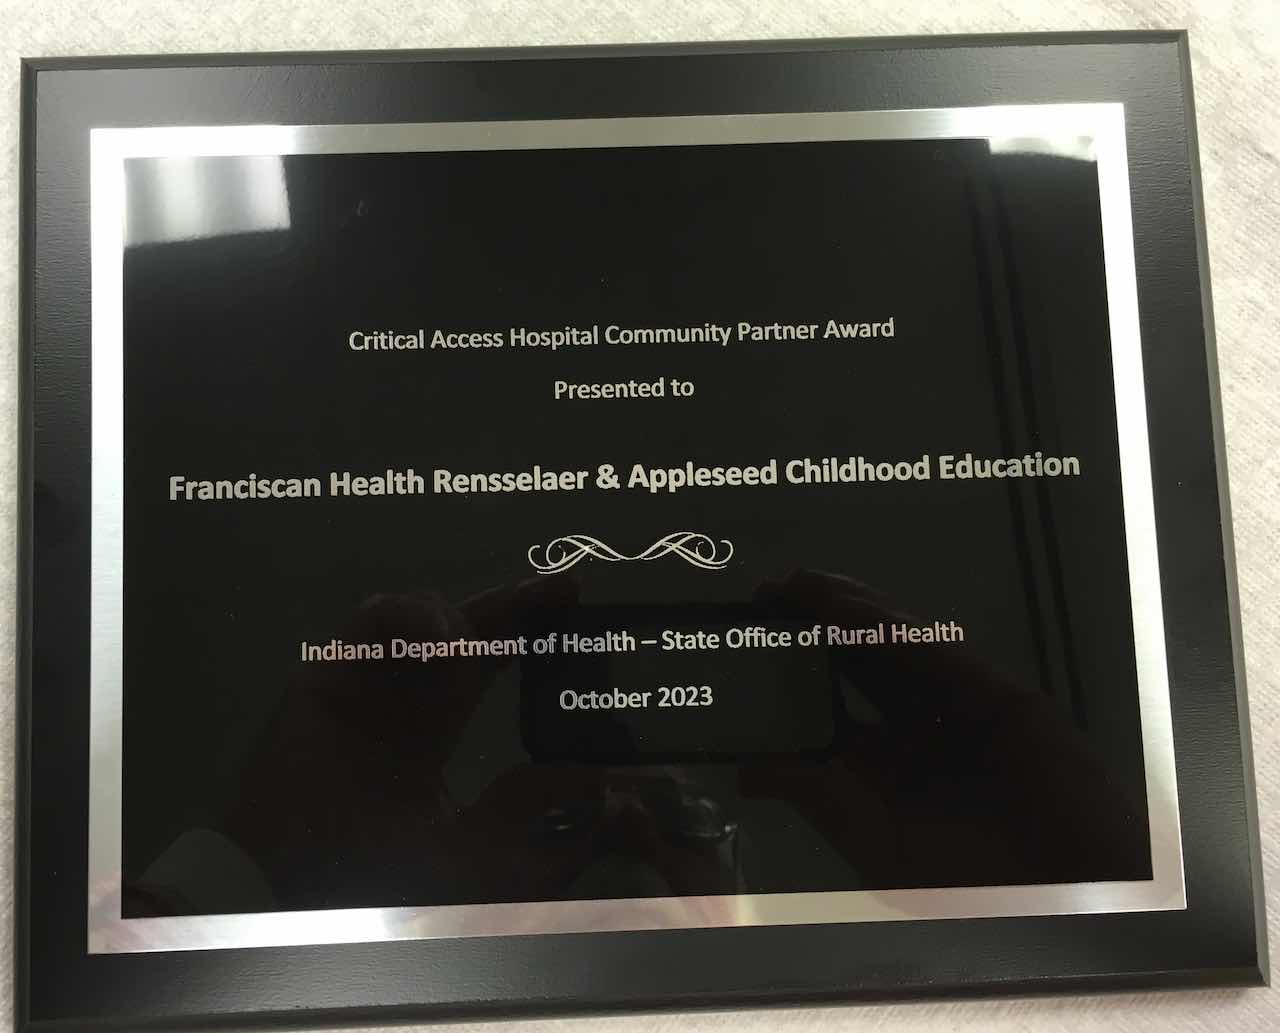 Critical Access Hospital Community Partner Award
Presented to
Franciscan Health Rensselaer & Appleseed Childhood Education
Indiana Department of Health – State Office of Rural Health
October 2023